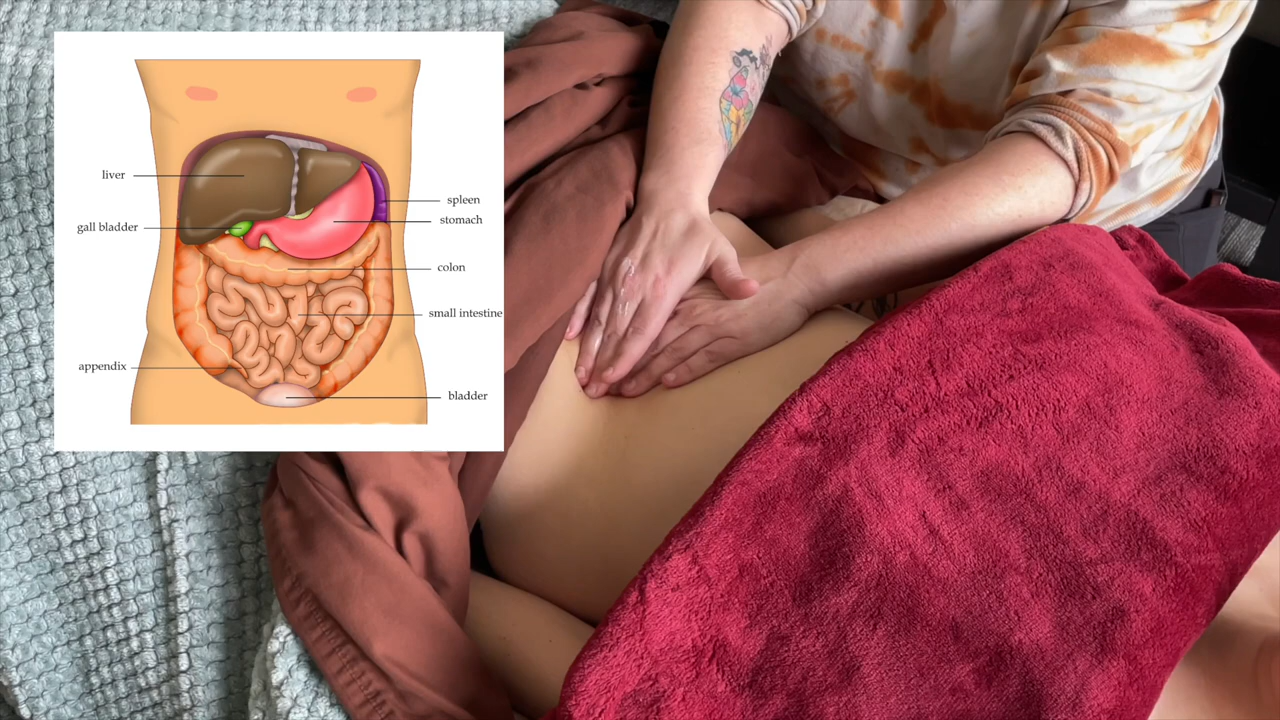 liver
spleen
stomach
gall bladder
colon
small intestine
appendix
bladder